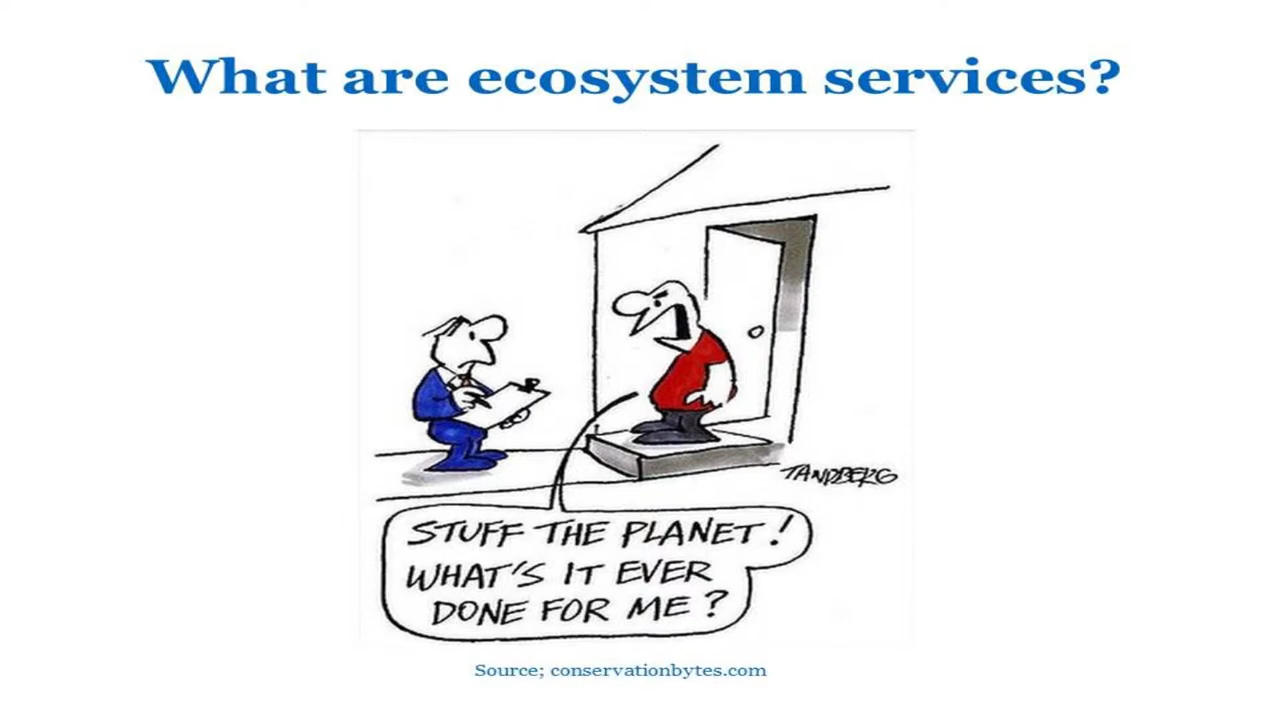 What are ecosystem services?
TANDBERG
STUFF THE PLANET!
WHAT'S IT EVER
DONE FOR ME?
Source; conservationbytes.com